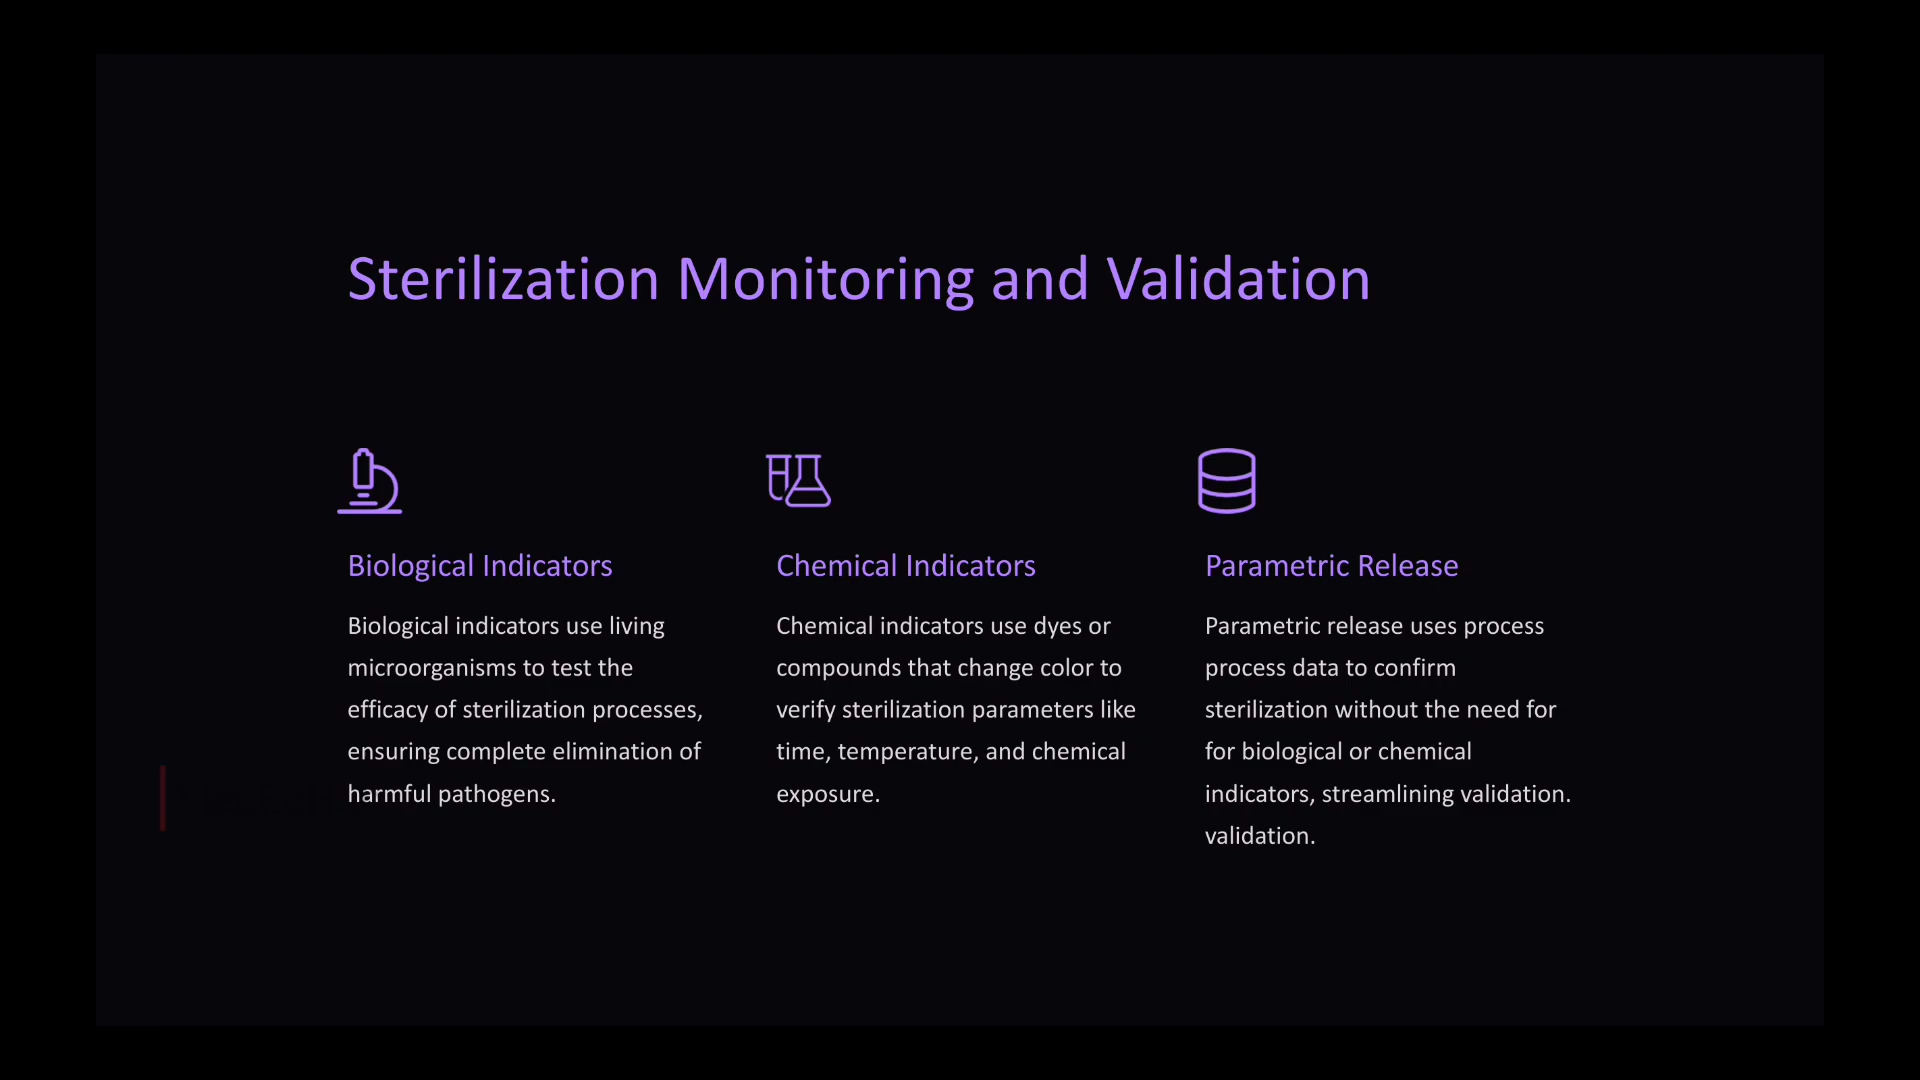 Sterilization Monitoring and Validation
Biological Indicators
Biological indicators use living
microorganisms to test the
efficacy of sterilization processes,
ensuring complete elimination of
harmful pathogens.
Chemical Indicators
Chemical indicators use dyes or
compounds that change color to
verify sterilization parameters like
time, temperature, and chemical
exposure.
Parametric Release
Parametric release uses process
process data to confirm
sterilization without the need for
for biological or chemical
indicators, streamlining validation.
validation.